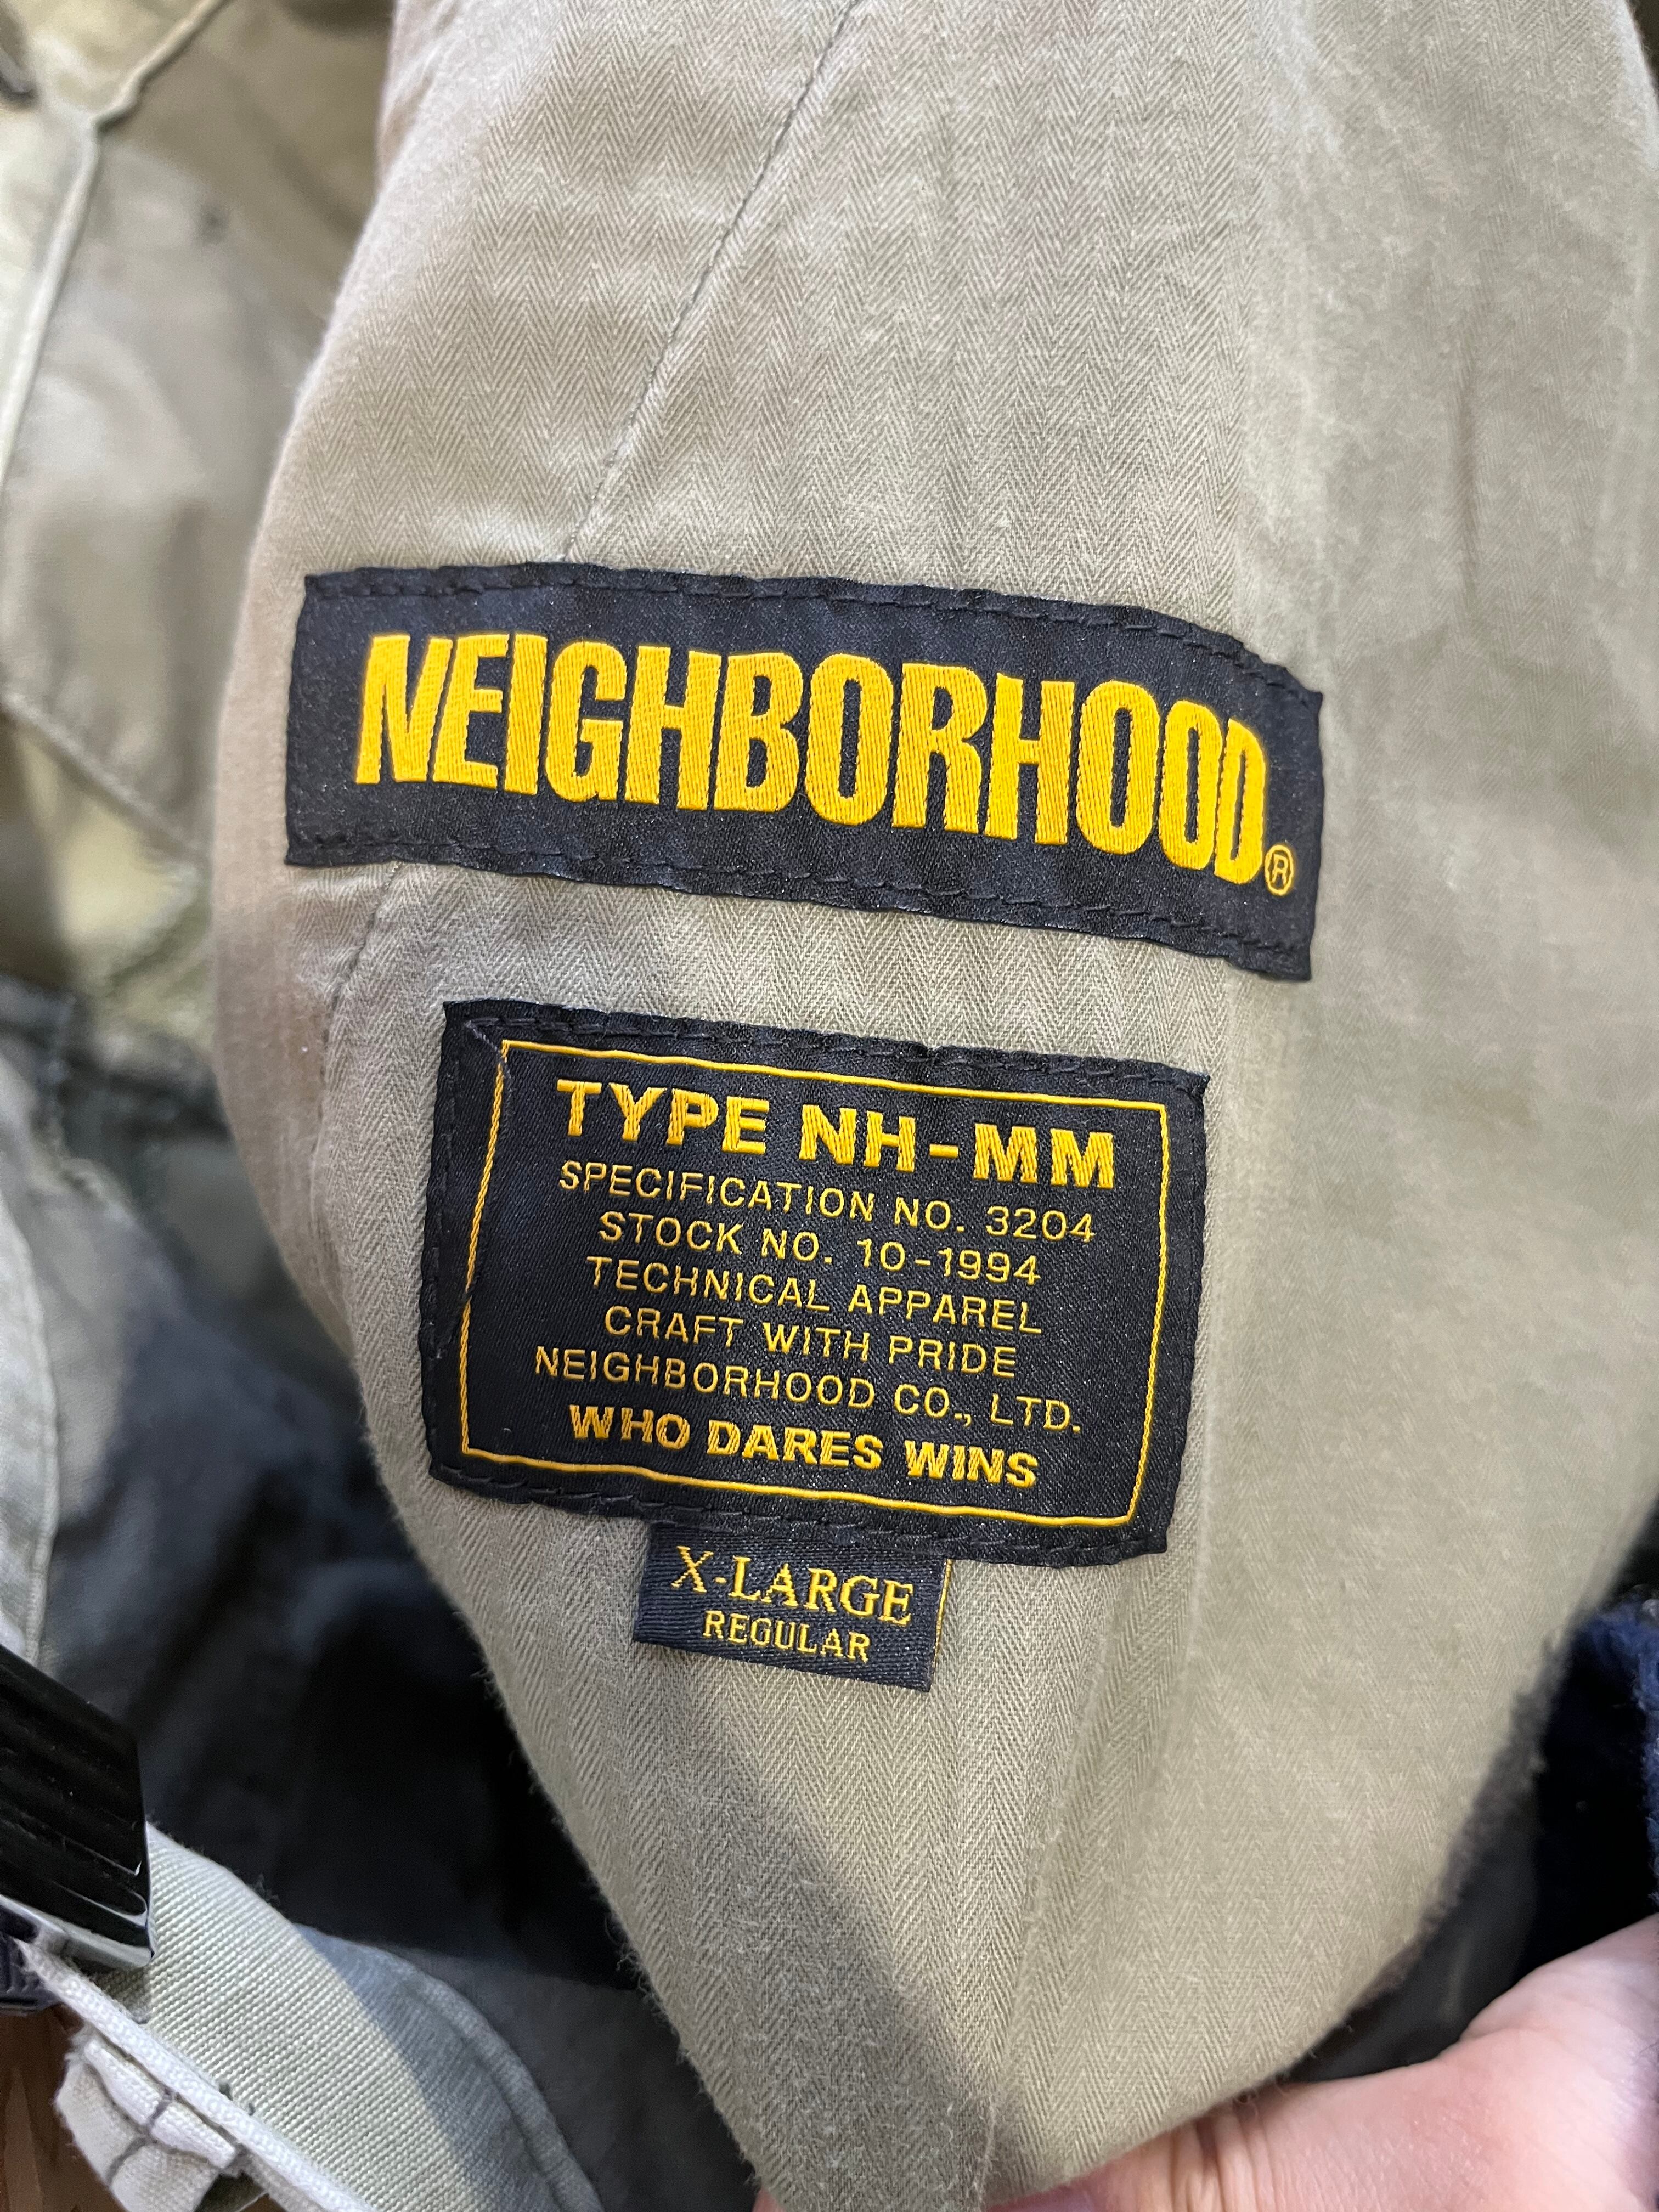 NEIGHBORHOOD®
TYPE NH-MM
SPECIFICATION NO. 3204
STOCK NO. 10-1994
TECHNICAL APPAREL
CRAFT WITH PRIDE
NEIGHBORHOOD CO., LTD.
WHO DARES WINS
X-LARGE
REGULAR